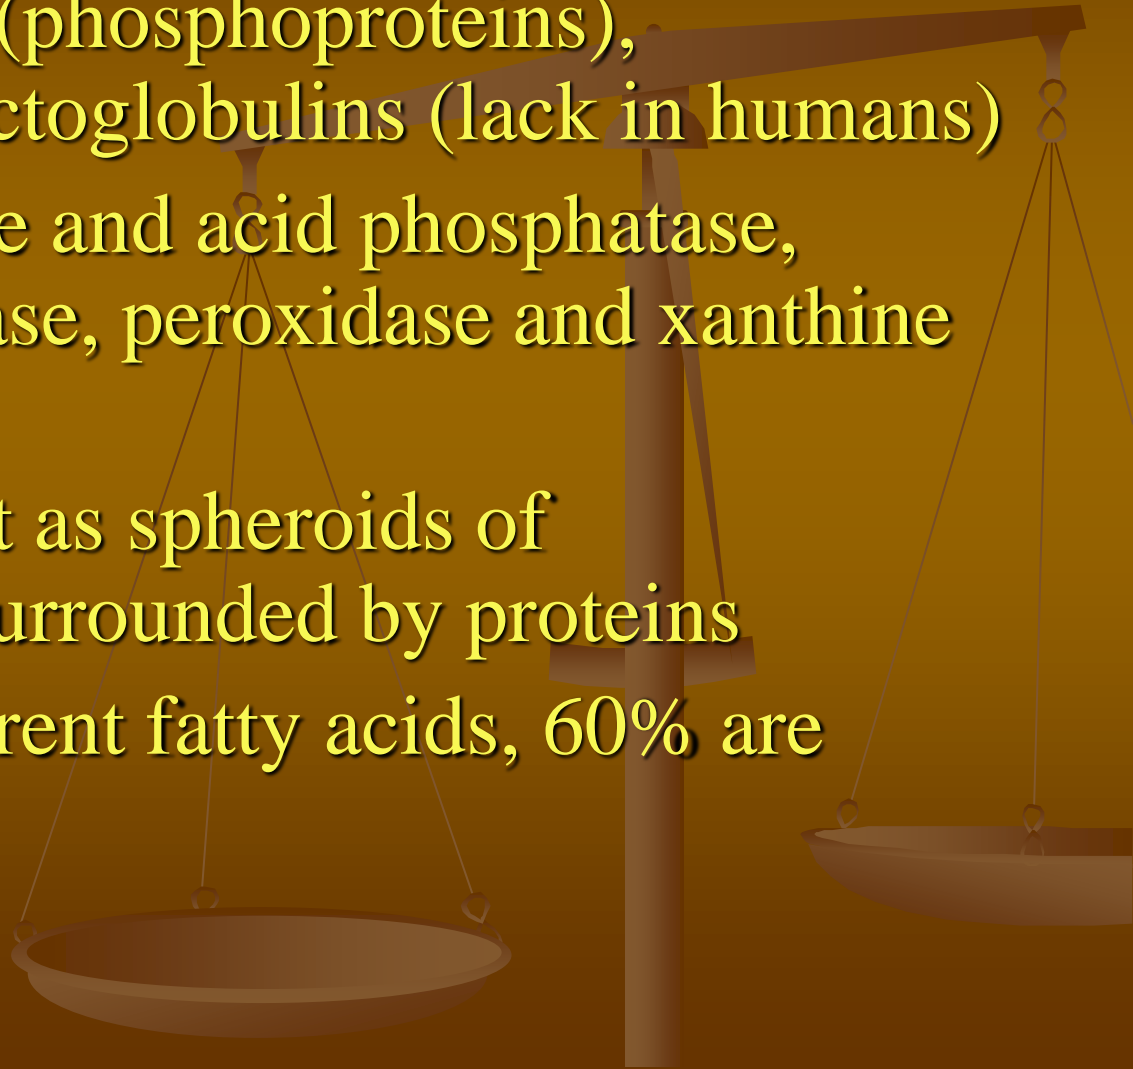 (phosphoproteins),
ctoglobulins (lack in humans)
e and acid phosphatase,
ase, peroxidase and xanthine
t as spheroids of
urrounded by proteins
rent fatty acids, 60% are